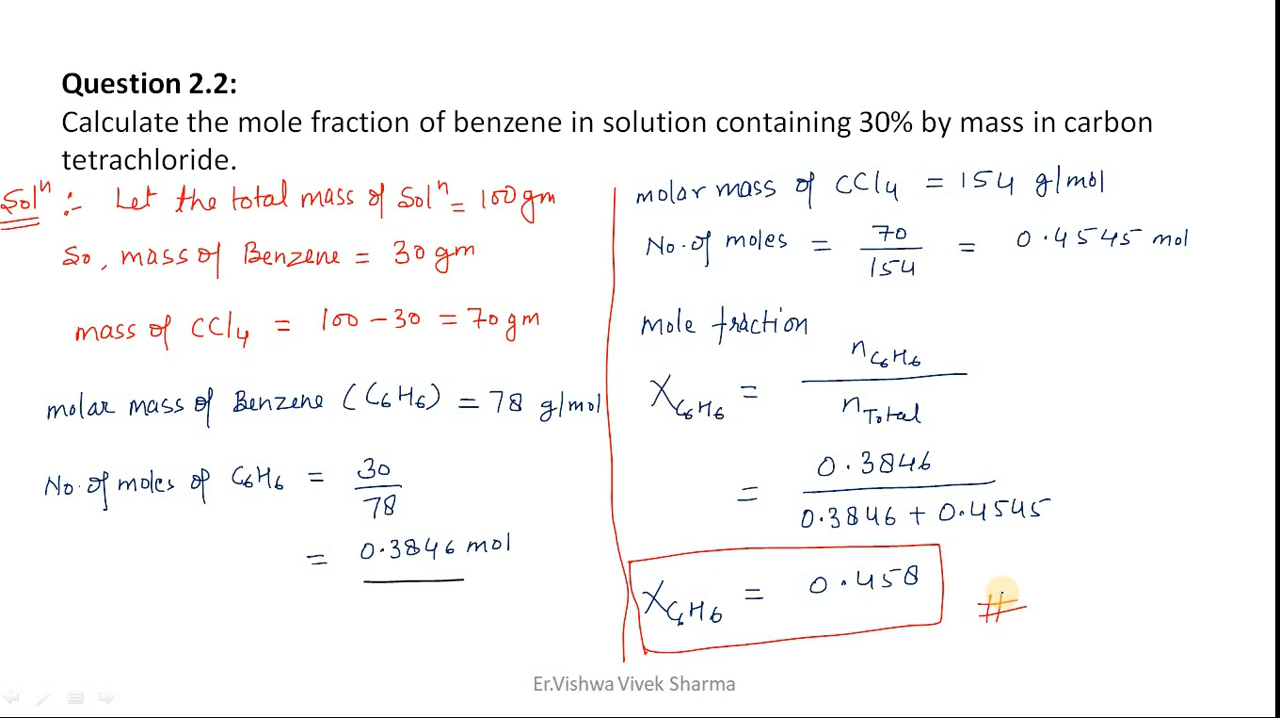 Question 2.2:
Calculate the mole fraction of benzene in solution containing 30% by mass in carbon
tetrachloride.
Solⁿ :- Let the total mass of Solⁿ = 100 gm
So, mass of Benzene = 30 gm
mass of CCl₄ = 100 - 30 = 70 gm
molar mass of Benzene (C₆H₆) = 78 g/mol
No. of moles of C₆H₆ = 30
78
= 0.3846 mol
molar mass of CCl₄ = 154 g/mol
No. of moles = 70 = 0.4545 mol
154
mole fraction
X C₆H₆ = n C₆H₆
n Total
= 0.3846
0.3846 + 0.4545
X C₆H₆ = 0.458
#
Er.Vishwa Vivek Sharma